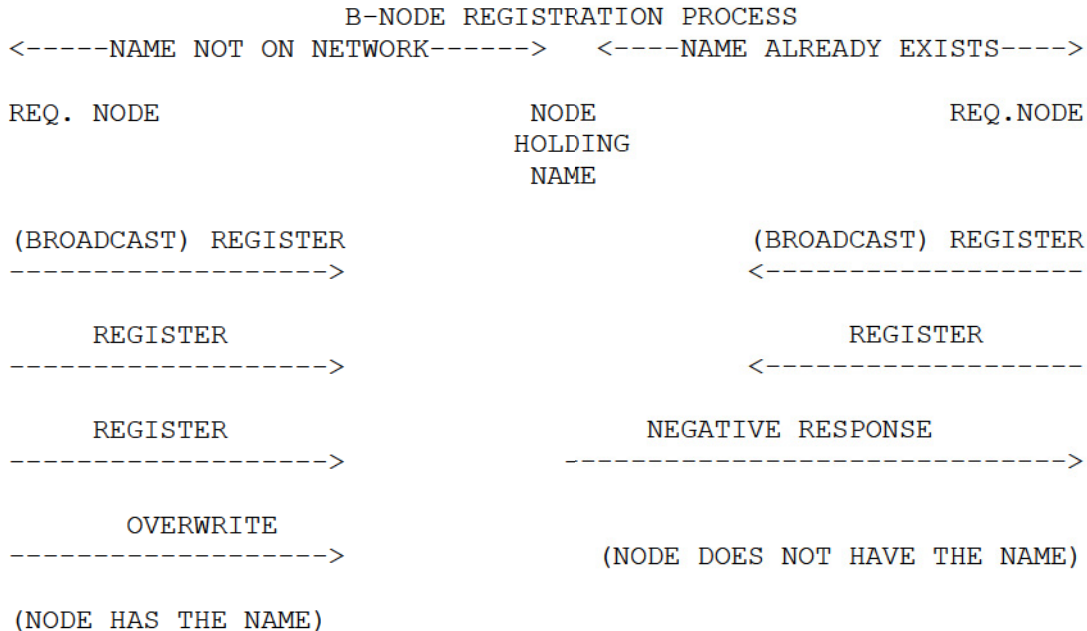 B-NODE REGISTRATION PROCESS
<-----NAME NOT ON NETWORK------> <----NAME ALREADY EXISTS---->
REQ. NODE NODE REQ.NODE
HOLDING
NAME
(BROADCAST) REGISTER (BROADCAST) REGISTER
-------------------> <-------------------
REGISTER REGISTER
-------------------> <-------------------
REGISTER NEGATIVE RESPONSE
-------------------> ------------------------------>
OVERWRITE
-------------------> (NODE DOES NOT HAVE THE NAME)
(NODE HAS THE NAME)